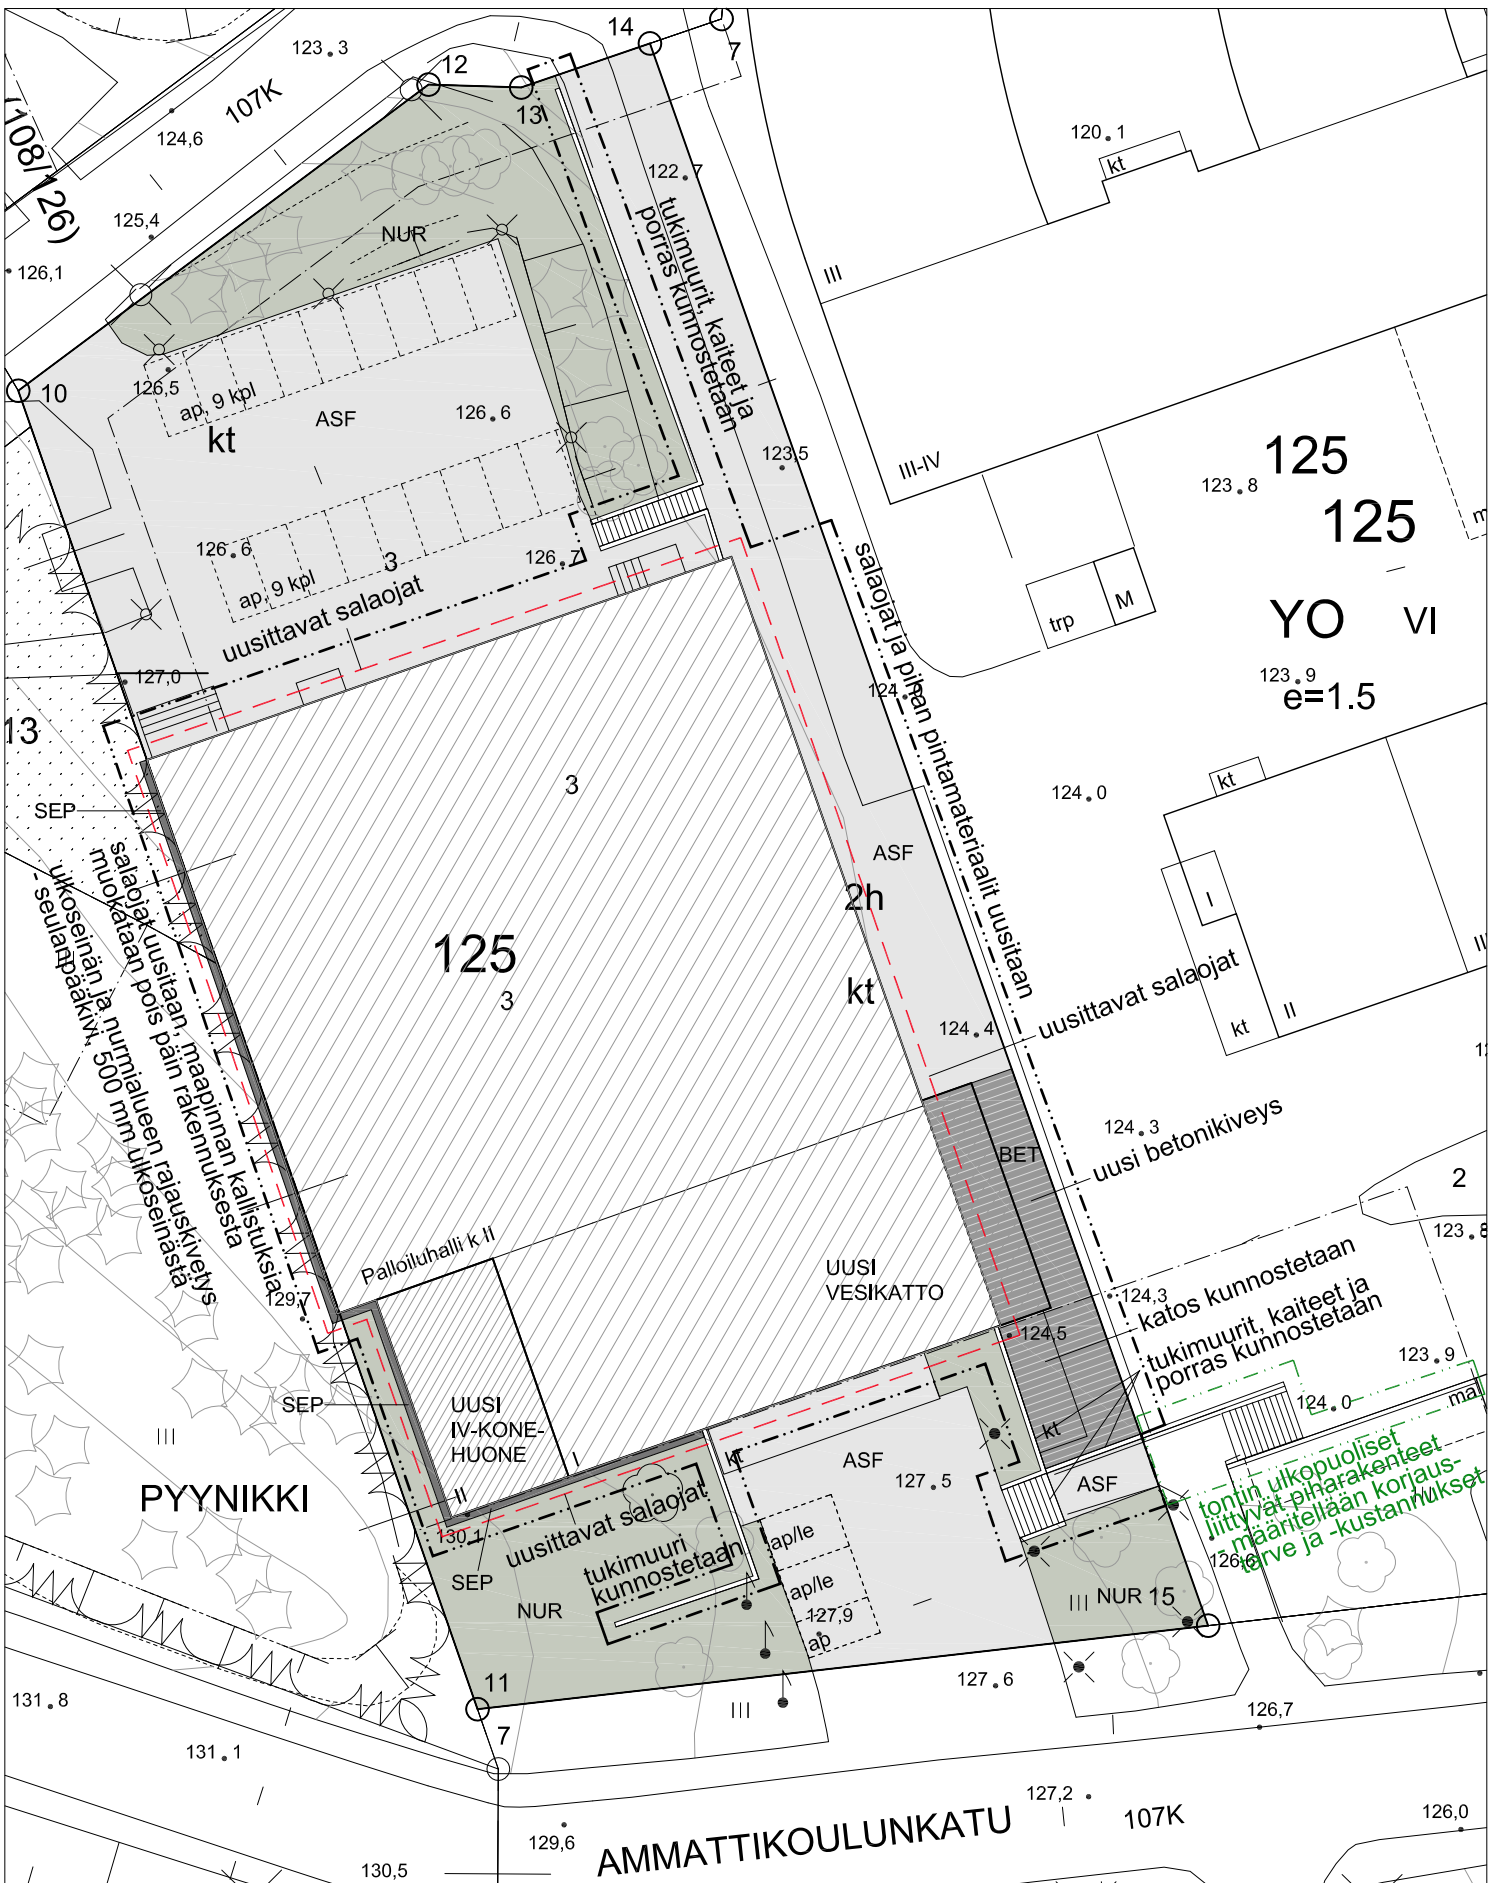 14
7
123.3
12
13
107K
124,6
(108/126)
125,4
126,1
120.1
kt
122.7
NUR
tukimuurit, kaiteet ja
porras kunnostetaan
III
10
126,5
ap, 9 kpl
kt
ASF
126.6
123,5
III-IV
123.8
125
125
126.6
3
126.7
ap, 9 kpl
uusittavat salaojat
salaojat ja pihan pintamateriaalit uusitaan
trp
M
YO
VI
127,0
123.9
e=1.5
13
SEP
3
124.0
kt
ASF
2h
I
125
3
kt
124.4
uusittavat salaojat
kt
II
salaojat uusitaan, maapinnan kallistuksia
muokataan pois päin rakennuksesta
ulkoseinän ja nurmialueen rajauskivetys
- seulanpääkivi, 500 mm ulkoseinästä
124.3
BET
uusi betonikiveys
2
123.8
Palloiluhalli k II
UUSI
VESIKATTO
129,7
124,3
124,5
katos kunnostetaan
tukimuurit, kaiteet ja
porras kunnostetaan
123.9
124.0
mal
SEP
UUSI
IV-KONE-
HUONE
I
II
kt
kt
ASF
127.5
ASF
PYYNIKKI
130.1
uusittavat salaojat
tukimuuri
kunnostetaan
SEP
NUR
ap/le
ap/le
127,9
ap
tontin ulkopuoliset
liittyvät piharakenteet
- määritellään korjaus-
tarve ja -kustannukset
126.6
NUR
15
11
7
127.6
126,7
131.8
131.1
127,2
107K
126,0
129,6
130,5
AMMATTIKOULUNKATU